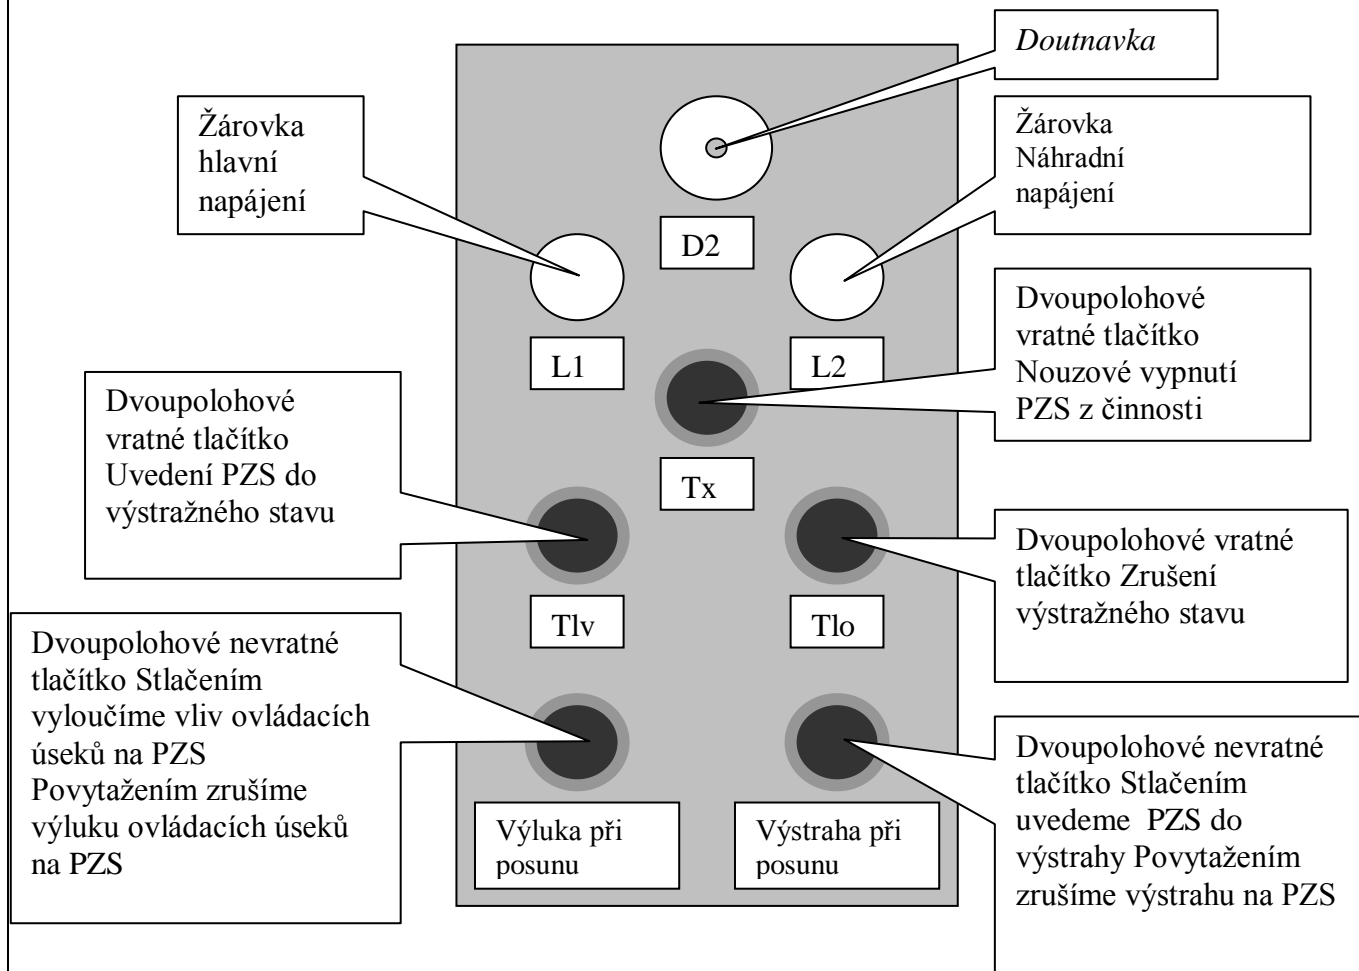 Doutnavka
Žárovka
hlavní
napájení
Žárovka
Náhradní
napájení
D2
L1
L2
Dvoupolohové
vratné tlačítko
Nouzové vypnutí
PZS z činnosti
Dvoupolohové
vratné tlačítko
Uvedení PZS do
výstražného stavu
Tx
Dvoupolohové vratné
tlačítko Zrušení
výstražného stavu
Tlv
Tlo
Dvoupolohové nevratné
tlačítko Stlačením
vyloučíme vliv ovládacích
úseků na PZS
Povytažením zrušíme
výluku ovládacích úseků
na PZS
Dvoupolohové nevratné
tlačítko Stlačením
uvedeme PZS do
výstrahy Povytažením
zrušíme výstrahu na PZS
Výluka při
posunu
Výstraha při
posunu